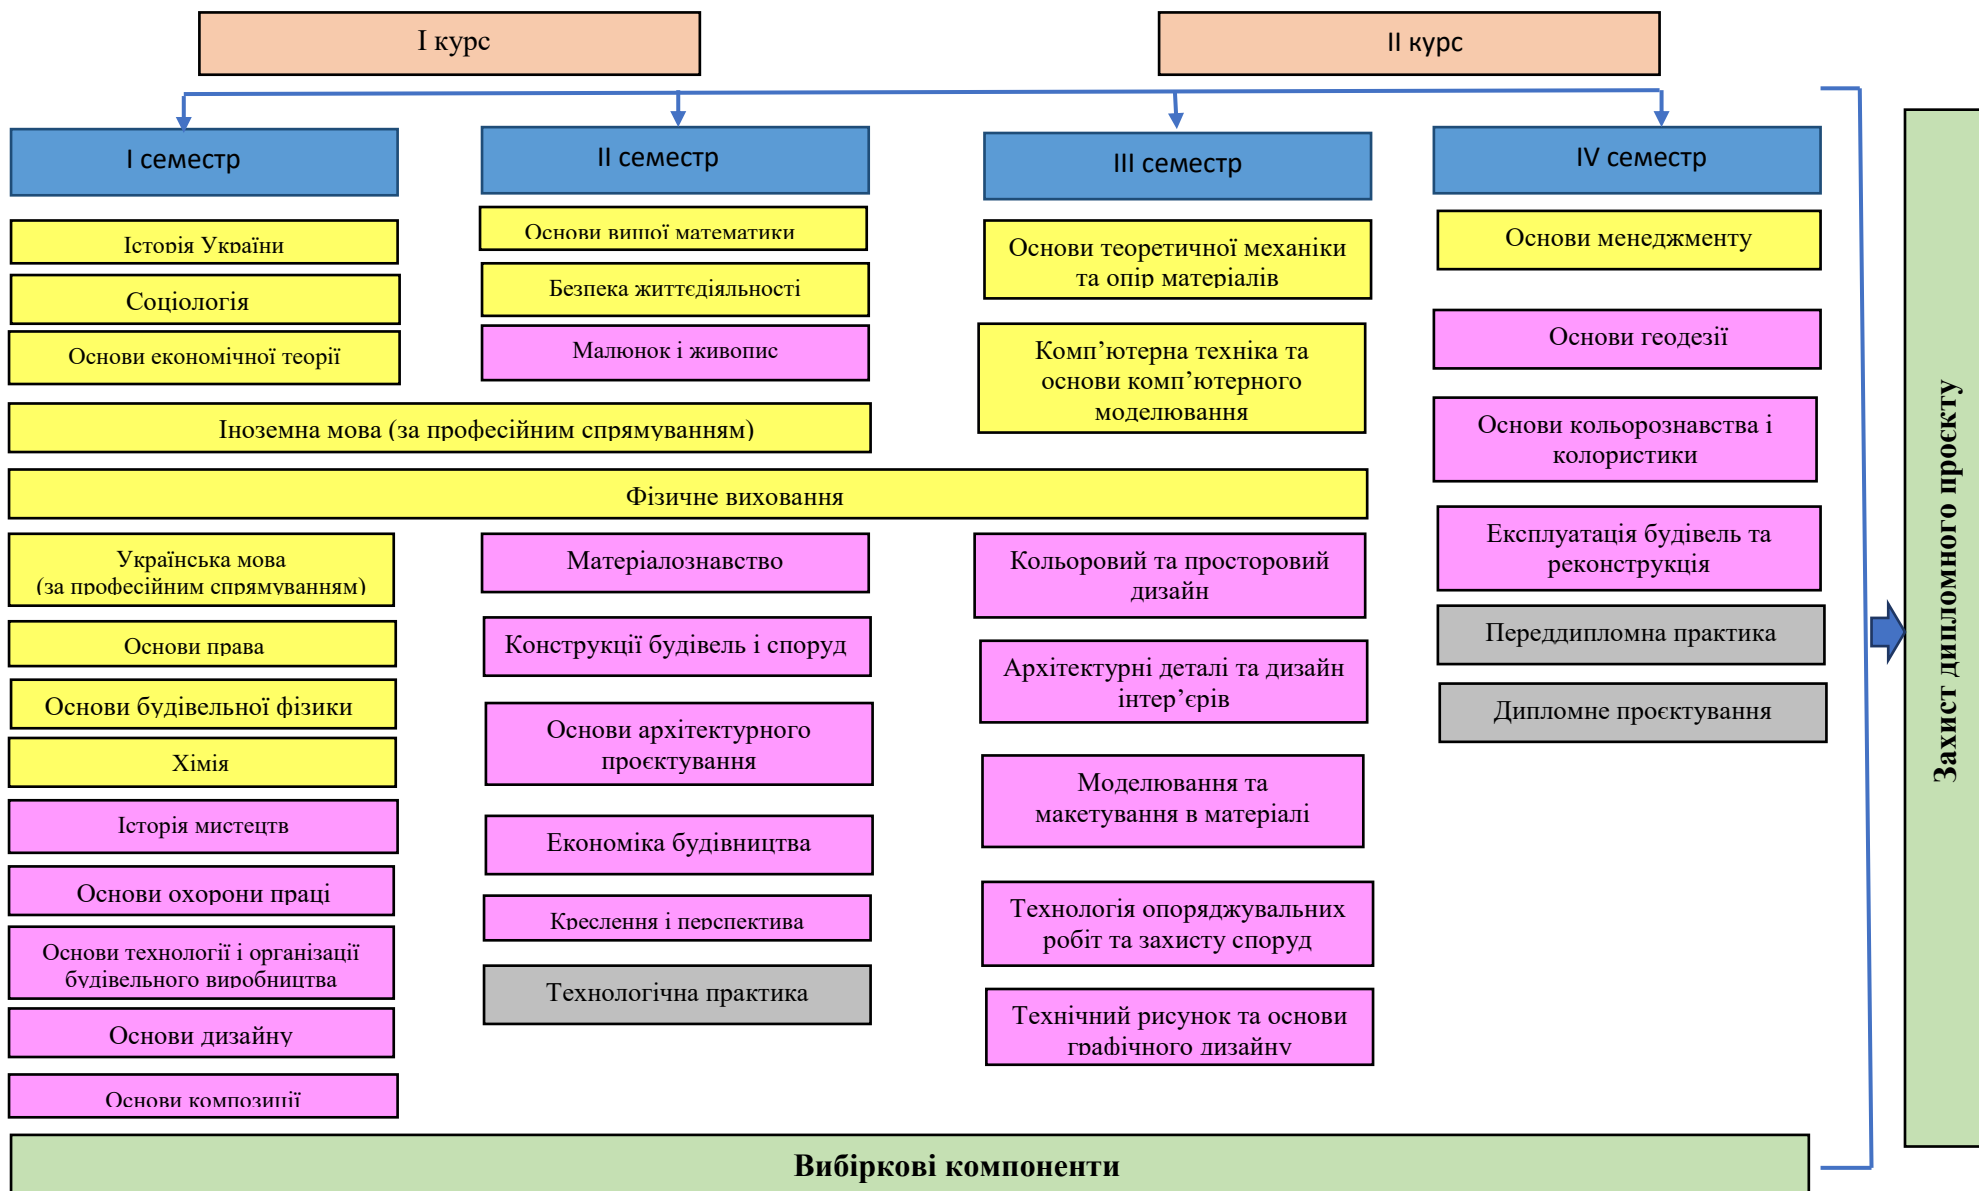 І курс
ІІ курс
І семестр
ІІ семестр
ІІІ семестр
IV семестр
Історія України
Соціологія
Основи економічної теорії
Основи вищої математики
Безпека життєдіяльності
Малюнок і живопис
Основи теоретичної механіки
та опір матеріалів
Комп’ютерна техніка та
основи комп’ютерного
моделювання
Основи менеджменту
Основи геодезії
Основи кольорознавства і
колористики
Іноземна мова (за професійним спрямуванням)
Фізичне виховання
Українська мова
(за професійним спрямуванням)
Основи права
Основи будівельної фізики
Хімія
Історія мистецтв
Основи охорони праці
Основи технології і організації
будівельного виробництва
Основи дизайну
Основи композиції
Матеріалознавство
Конструкції будівель і споруд
Основи архітектурного
проєктування
Економіка будівництва
Креслення і перспектива
Технологічна практика
Кольоровий та просторовий
дизайн
Архітектурні деталі та дизайн
інтер’єрів
Моделювання та
макетування в матеріалі
Технологія опоряджувальних
робіт та захисту споруд
Технічний рисунок та основи
графічного дизайну
Експлуатація будівель та
реконструкція
Переддипломна практика
Дипломне проєктування
Захист дипломного проєкту
Вибіркові компоненти